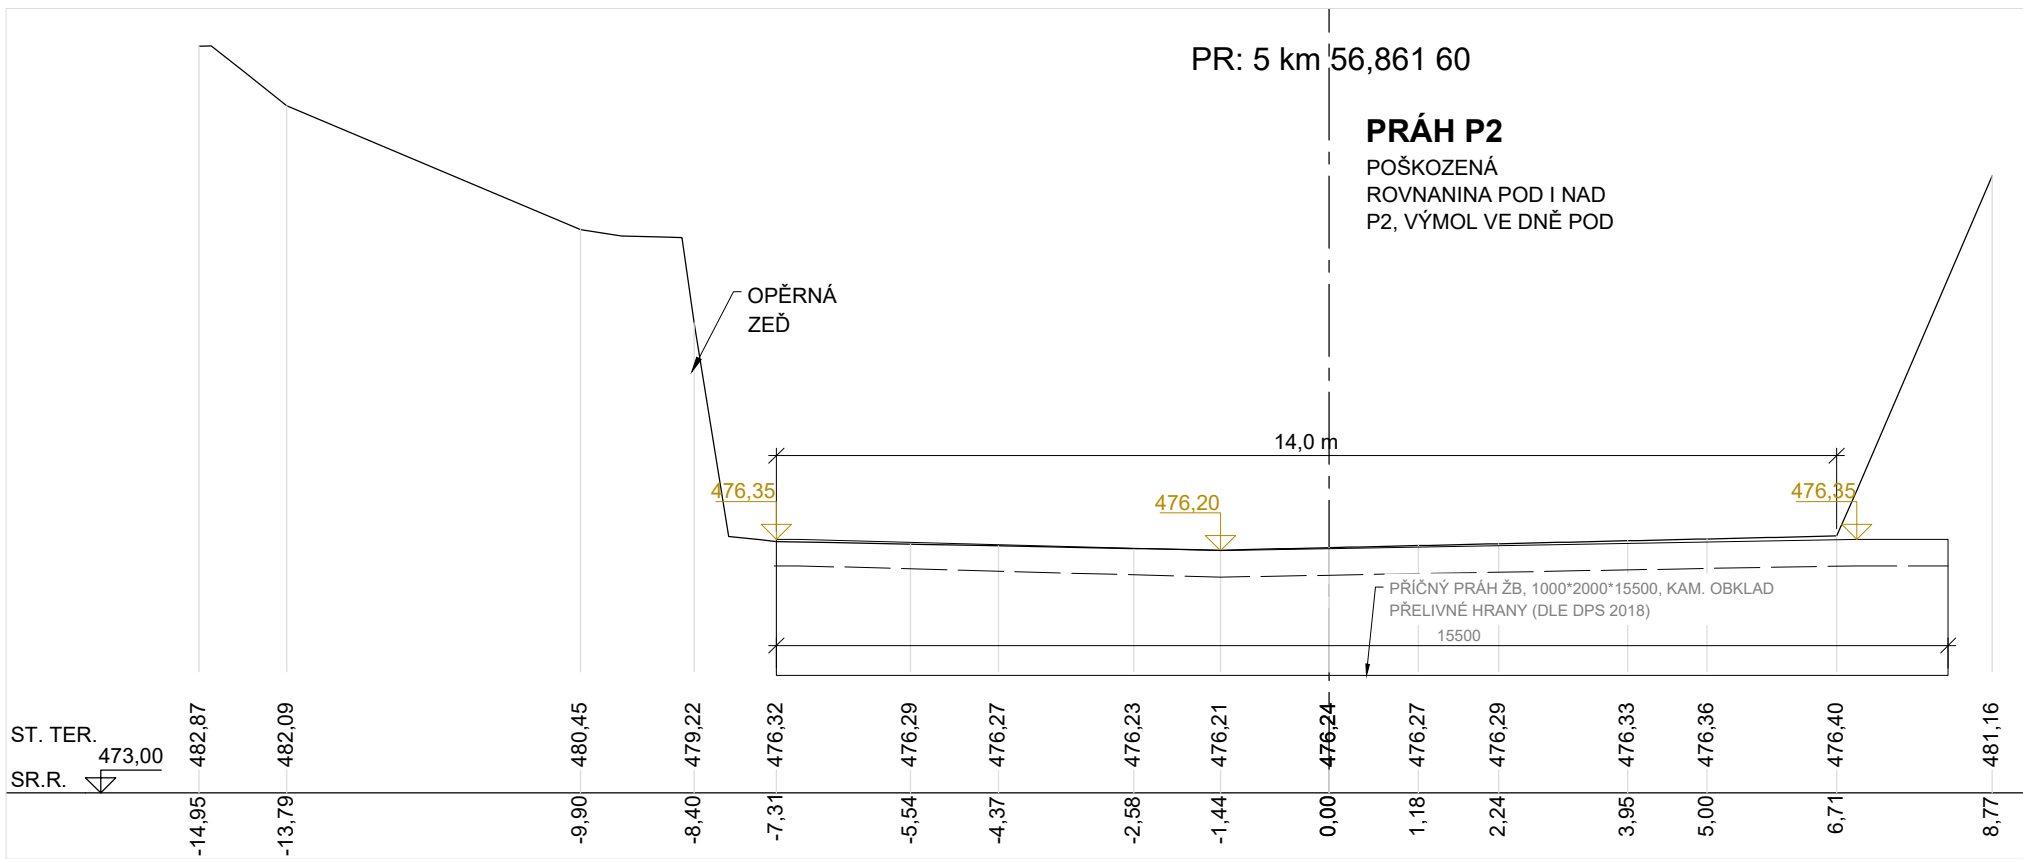 PR: 5 km 56,861 60
PRÁH P2
POŠKOZENÁ
ROVNANINA POD I NAD
P2, VÝMOL VE DNĚ POD
OPĚRNÁ
ZEĎ
14,0 m
476,35
476,20
476,35
PŘÍČNÝ PRÁH ŽB, 1000*2000*15500, KAM. OBKLAD
PŘELIVNÉ HRANY (DLE DPS 2018)
15500
ST. TER.
482,87 482,09 480,45 479,22 476,32 476,29 476,27 476,23 476,21 476,24 476,27 476,29 476,33 476,36 476,40 481,16
473,00
SR.R.
-14,95 -13,79 -9,90 -8,40 -7,31 -5,54 -4,37 -2,58 -1,44 0,00 1,18 2,24 3,95 5,00 6,71 8,77